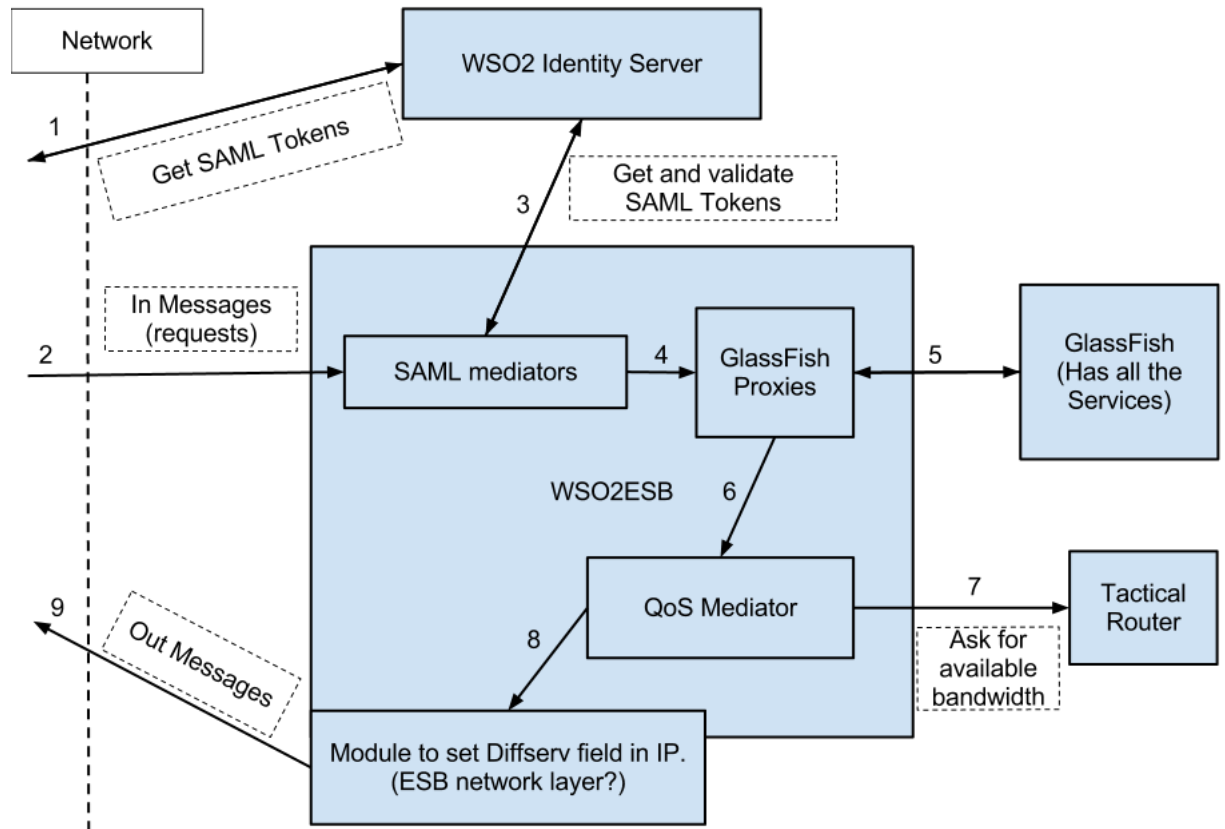 Network
WSO2 Identity Server
1
Get SAML Tokens
3
Get and validate
SAML Tokens
In Messages
(requests)
2
SAML mediators
4
GlassFish
Proxies
5
GlassFish
(Has all the
Services)
WSO2ESB
6
QoS Mediator
7
Tactical
Router
Ask for
available
bandwidth
8
9
Out Messages
Module to set Diffserv field in IP.
(ESB network layer?)